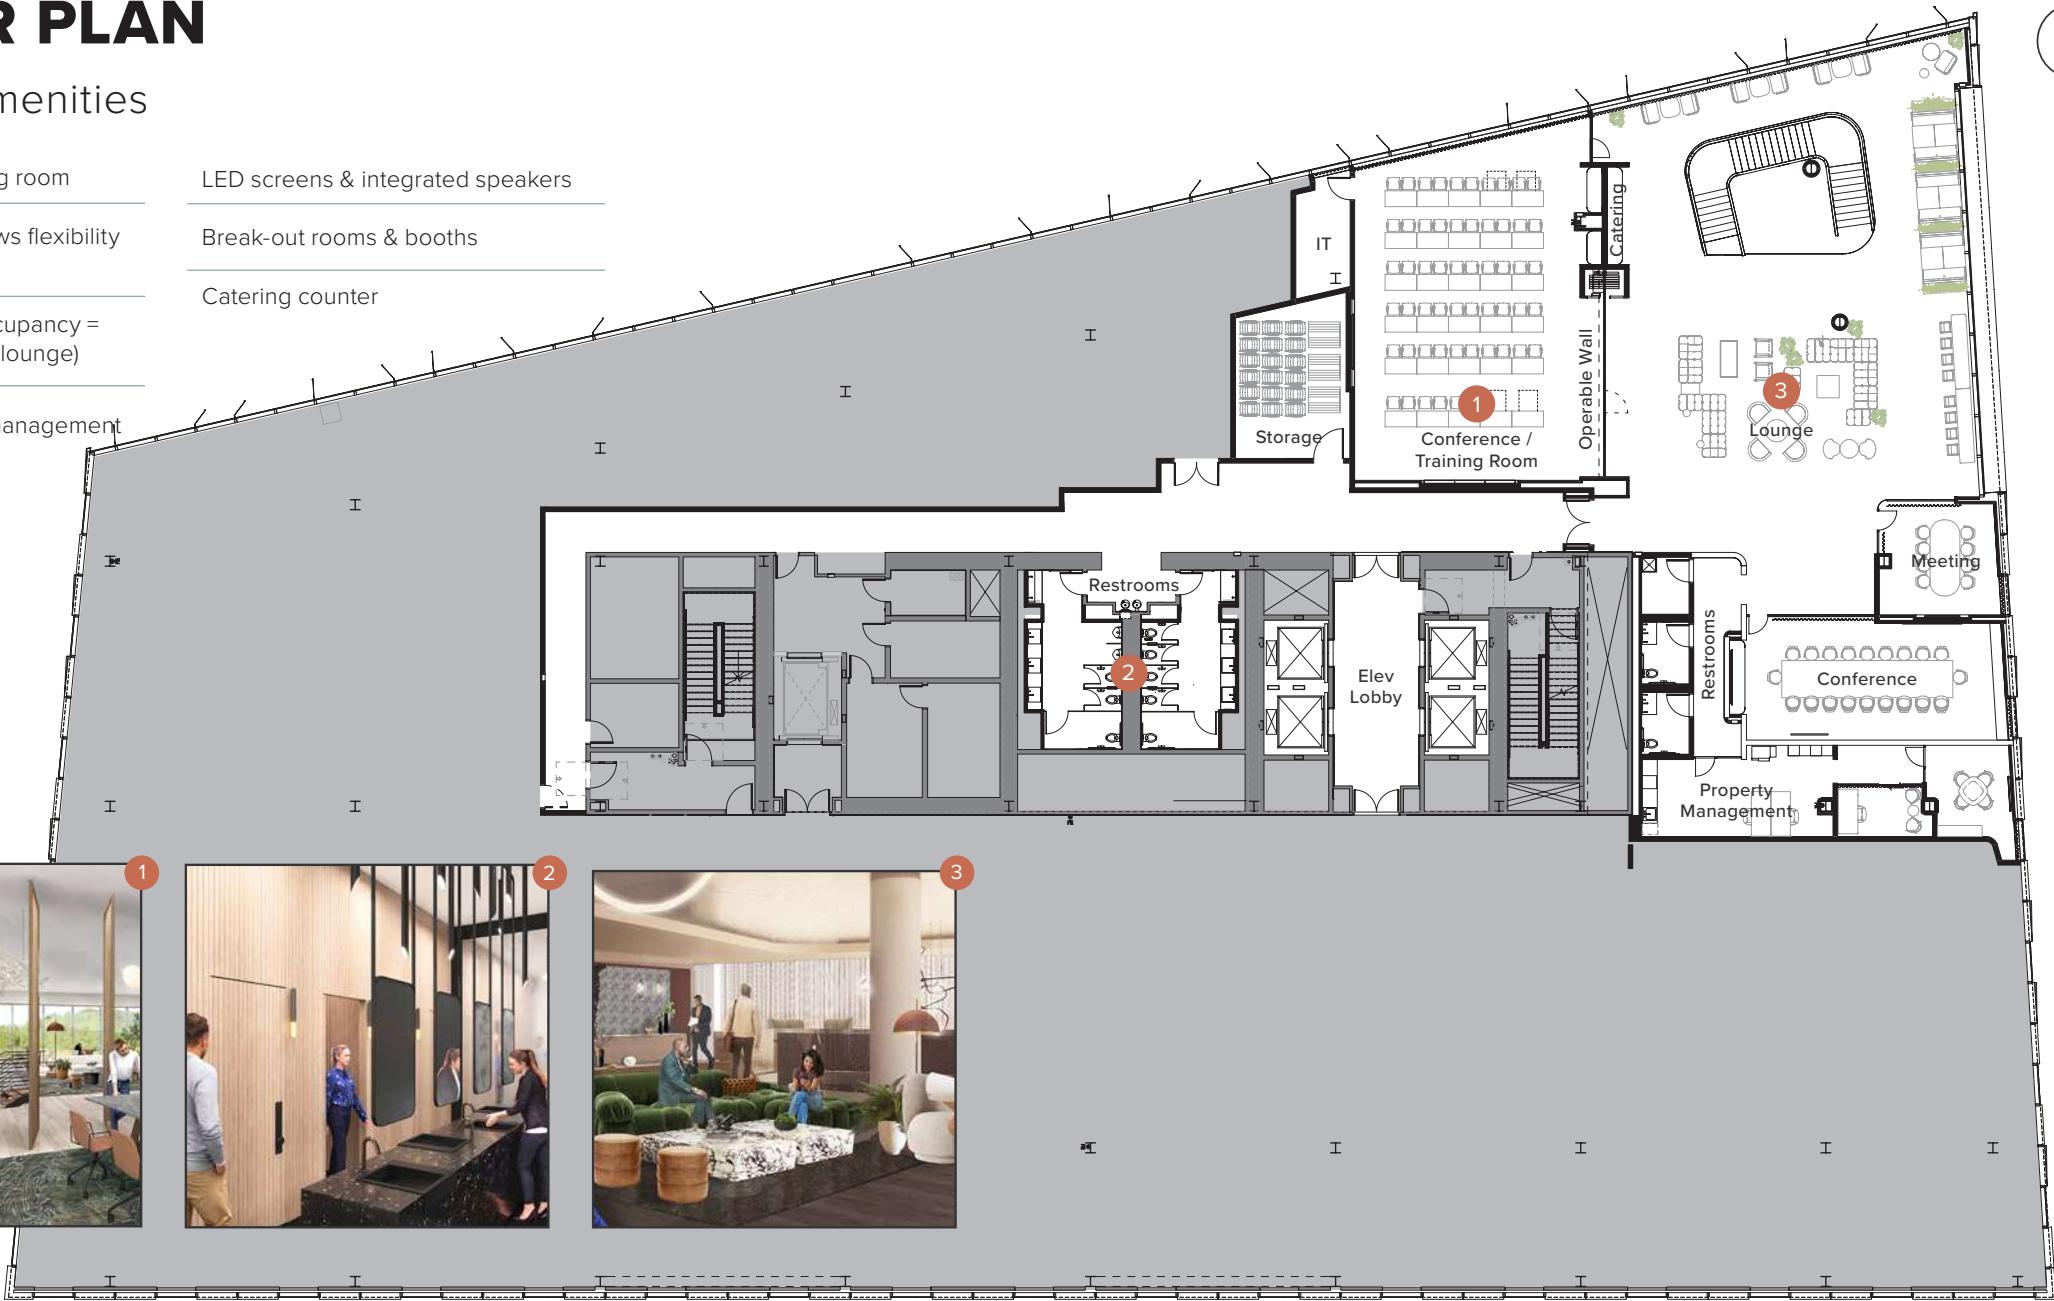 R PLAN
menities
g room
ws flexibility
cupancy =
lounge)
anagement
LED screens & integrated speakers
Break-out rooms & booths
Catering counter
IT
Storage
1
Conference /
Training Room
Operable Wall
Catering
3
Lounge
Meeting
Restrooms
2
Elev
Lobby
Restrooms
Conference
Property
Management
1
2
3